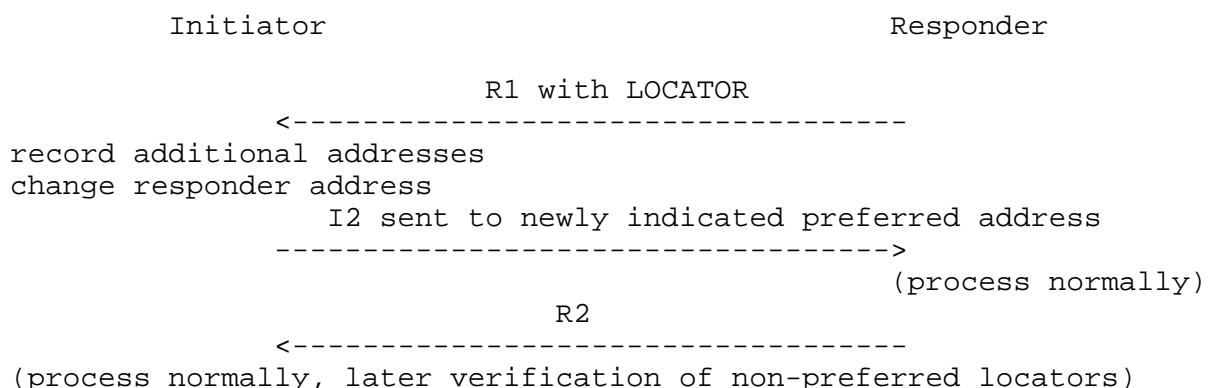 Initiator                                Responder
R1 with LOCATOR
<-----------------------------------
record additional addresses
change responder address
I2 sent to newly indicated preferred address
----------------------------------->
(process normally)
R2
<-----------------------------------
(process normally, later verification of non-preferred locators)